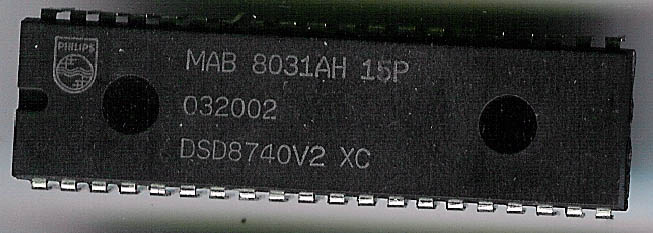 PHILIPS
MAB 8031AH 15P
032002
DSD8740V2 XC